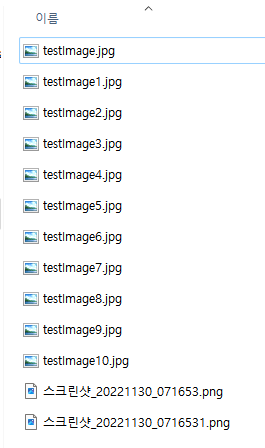 이름
testImage.jpg
testImage1.jpg
testImage2.jpg
testImage3.jpg
testImage4.jpg
testImage5.jpg
testImage6.jpg
testImage7.jpg
testImage8.jpg
testImage9.jpg
testImage10.jpg
스크린샷_20221130_071653.png
스크린샷_20221130_0716531.png